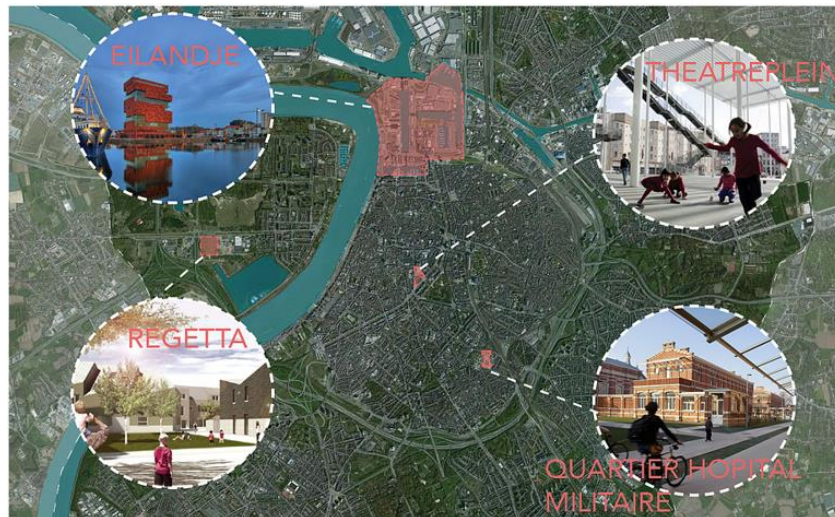 EILANDJE
THEATREPLEIN
REGETTA
QUARTIER HOPITAL
MILITAIRE